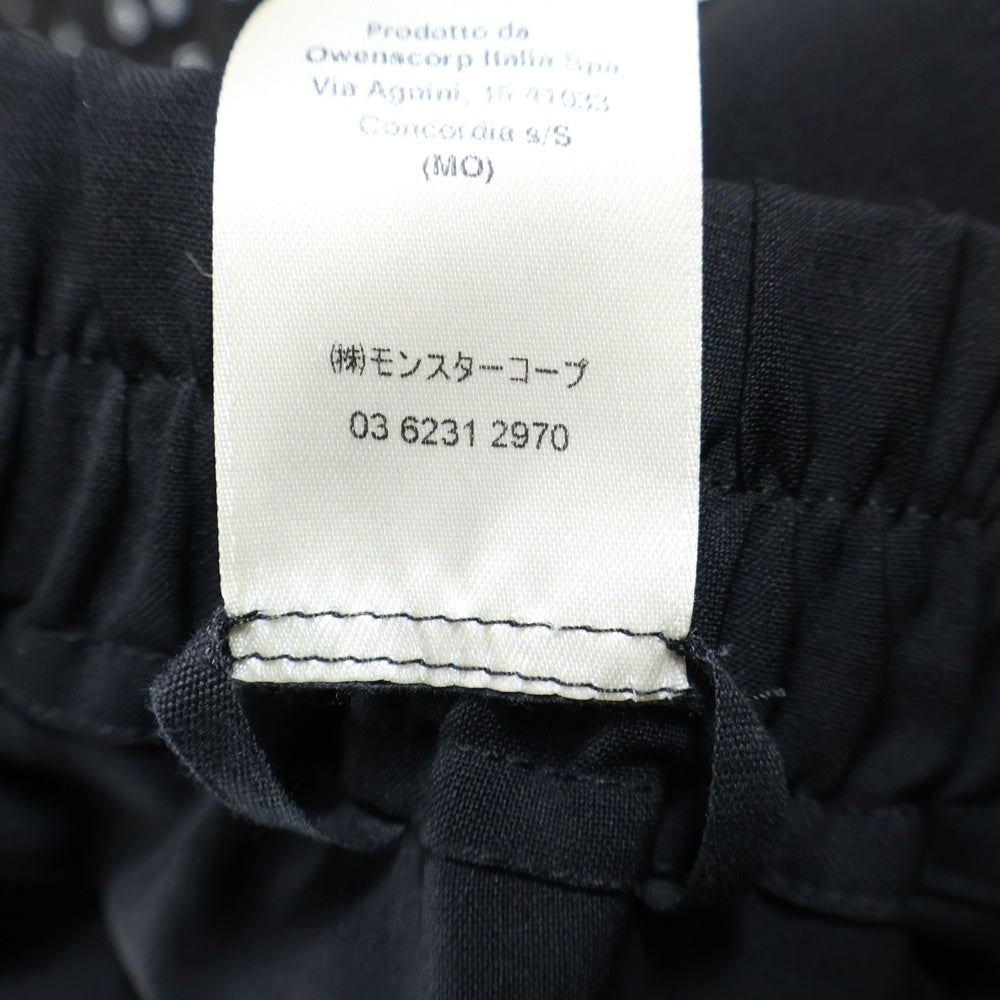 Prodotto da
Owenscorp Italia Spa
Via Agnini, 15 41033
Concordia s/S
(MO)
㈱モンスターコープ
03 6231 2970